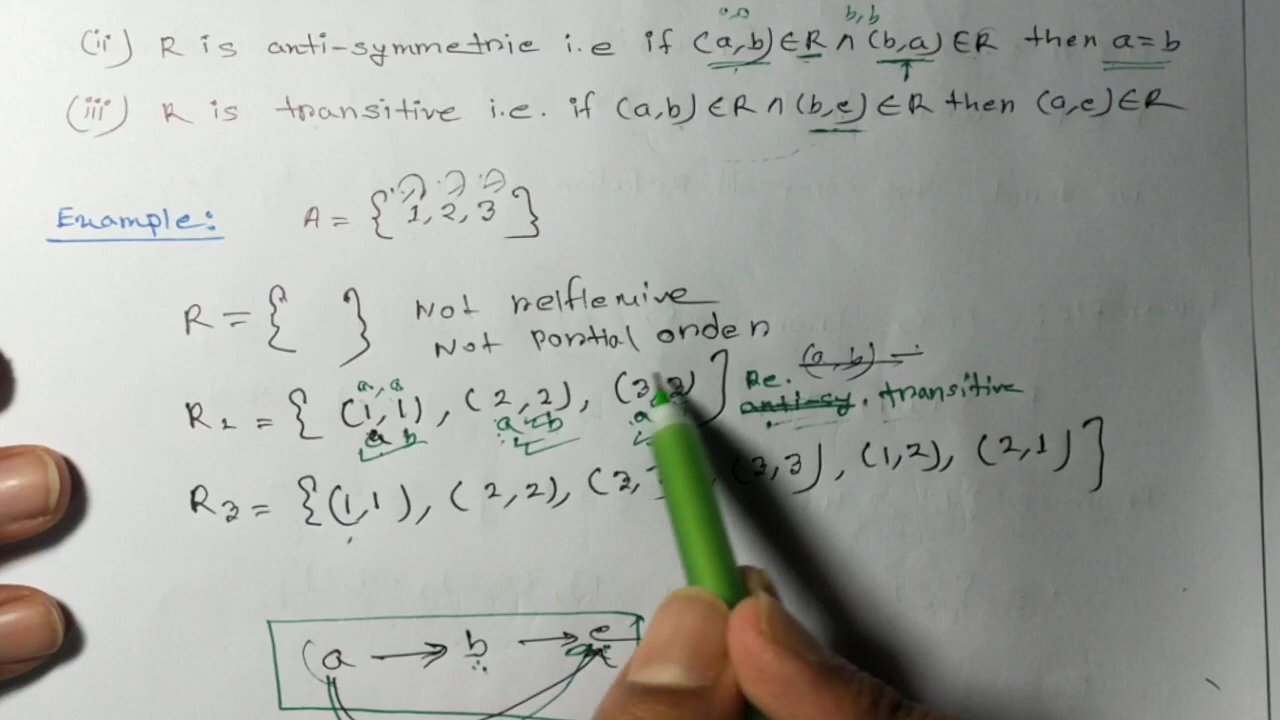 a,a b,b
(ii) R is anti-symmetric i.e if (a,b)∈R ∧ (b,a)∈R then a=b
(iii) R is transitive i.e. if (a,b)∈R ∧ (b,c)∈R then (a,c)∈R
Example: A = { 1, 2, 3 }
R = { } Not relflexive
Not partial order
(a, b) —
a, a
R₁ = { (1,1), (2,2), (3,3) } Re. anti-sy. transitive
a b a b a
R₂ = { (1,1), (2,2), (3,3), (1,2), (2,1) }
(a → b → c